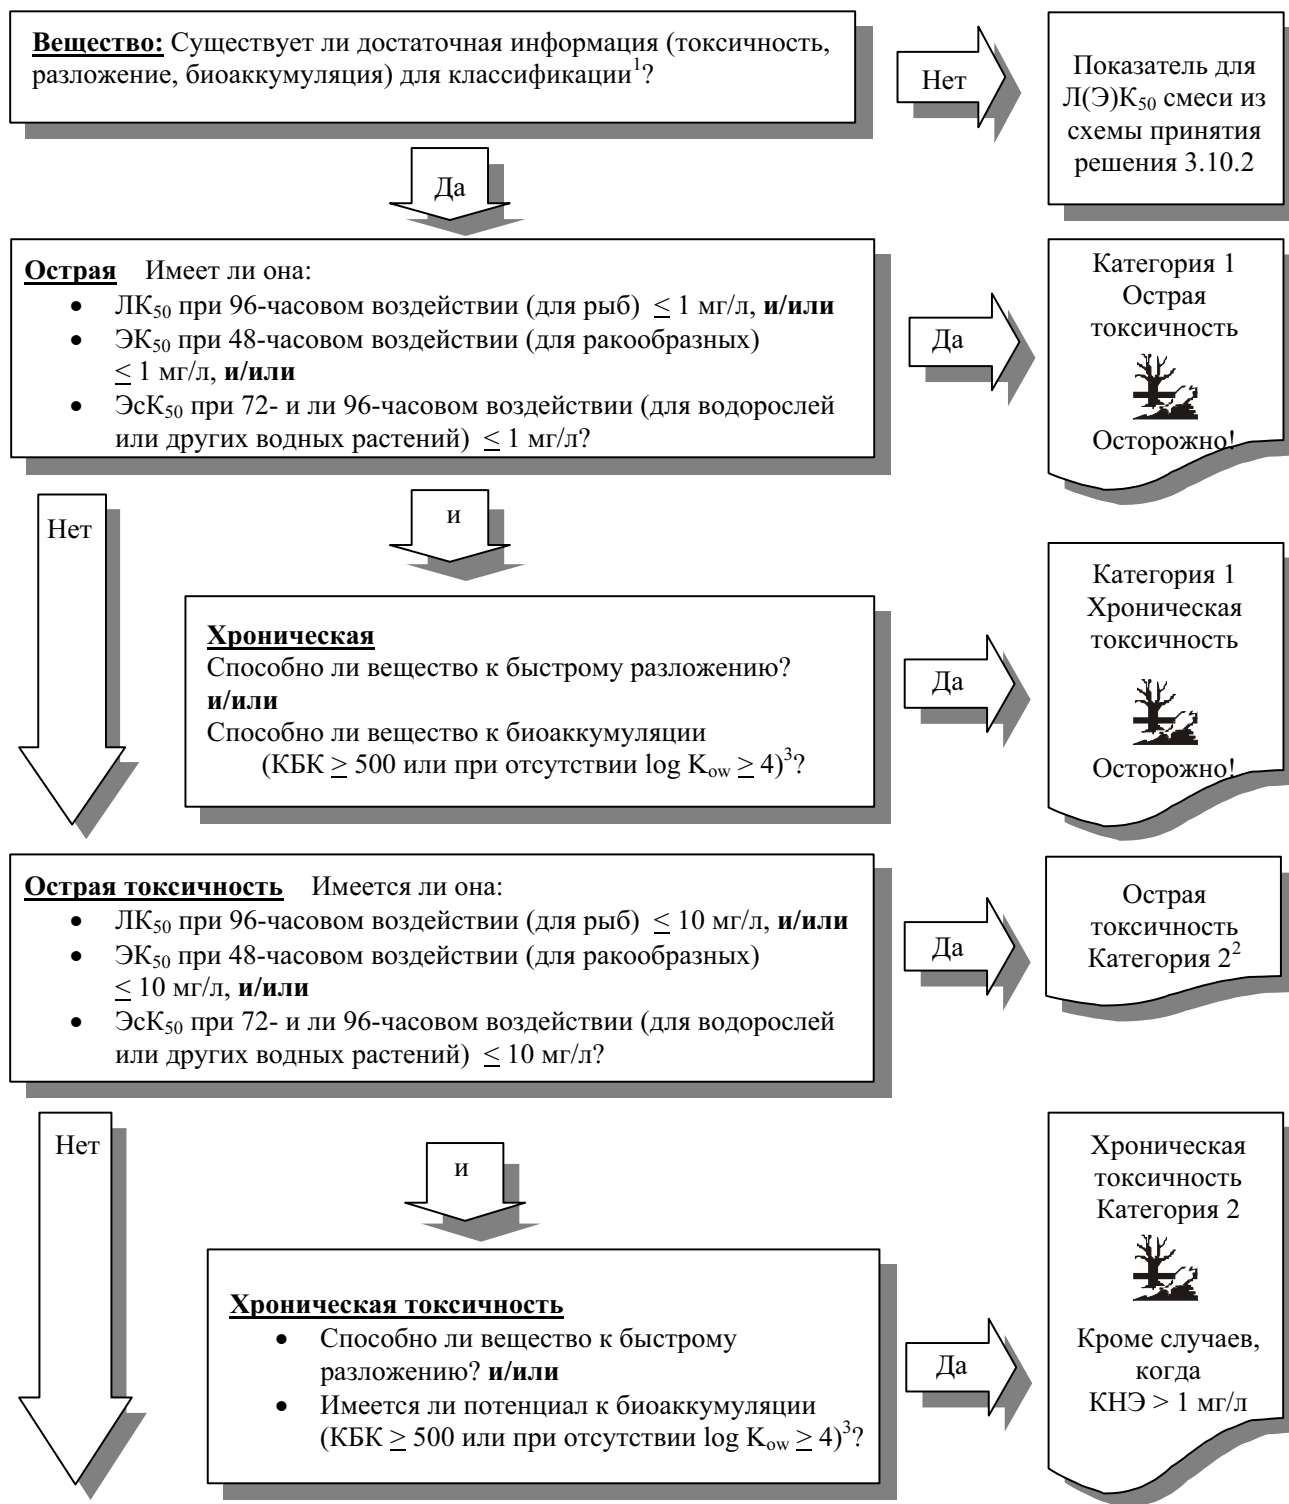 Вещество: Существует ли достаточная информация (токсичность,
разложение, биоаккумуляция) для классификации¹?
Нет
Показатель для
Л(Э)К₅₀ смеси из
схемы принятия
решения 3.10.2
Да
Острая Имеет ли она:
• ЛК₅₀ при 96-часовом воздействии (для рыб) ≤ 1 мг/л, и/или
• ЭК₅₀ при 48-часовом воздействии (для ракообразных)
≤ 1 мг/л, и/или
• ЭсК₅₀ при 72- и ли 96-часовом воздействии (для водорослей
или других водных растений) ≤ 1 мг/л?
Да
Категория 1
Острая
токсичность
Осторожно!
Нет
и
Хроническая
Способно ли вещество к быстрому разложению?
и/или
Способно ли вещество к биоаккумуляции
(КБК ≥ 500 или при отсутствии log Kow ≥ 4)³?
Да
Категория 1
Хроническая
токсичность
Осторожно!
Острая токсичность Имеется ли она:
• ЛК₅₀ при 96-часовом воздействии (для рыб) ≤ 10 мг/л, и/или
• ЭК₅₀ при 48-часовом воздействии (для ракообразных)
≤ 10 мг/л, и/или
• ЭсК₅₀ при 72- и ли 96-часовом воздействии (для водорослей
или других водных растений) ≤ 10 мг/л?
Да
Острая
токсичность
Категория 2²
Нет
и
Хроническая токсичность
• Способно ли вещество к быстрому
разложению? и/или
• Имеется ли потенциал к биоаккумуляции
(КБК ≥ 500 или при отсутствии log Kow ≥ 4)³?
Да
Хроническая
токсичность
Категория 2
Кроме случаев,
когда
КНЭ > 1 мг/л